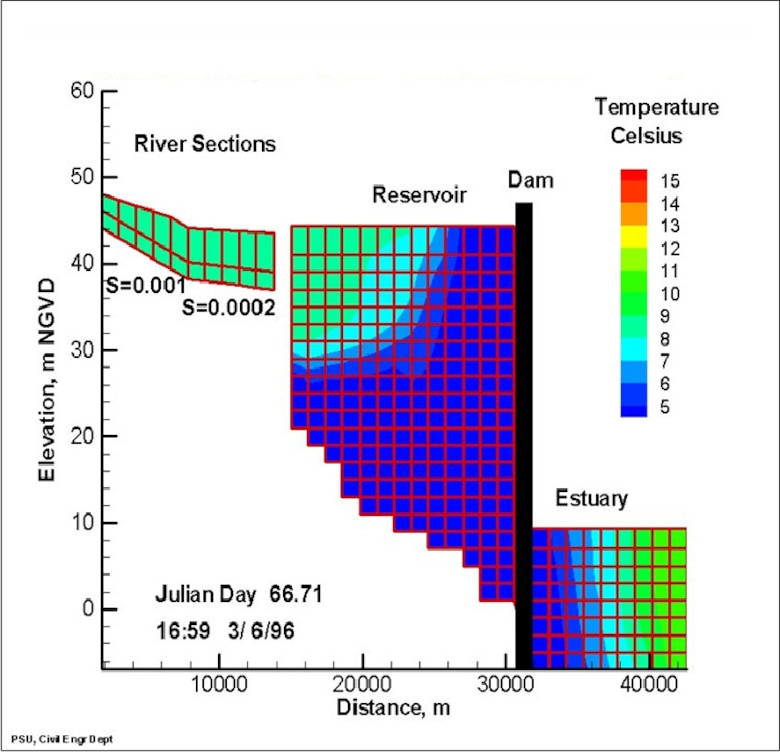 60
Temperature
Celsius
River Sections
50
Dam
15
Reservoir
14
13
12
40
11
S=0.001
10
S=0.0002
9
8
30
7
6
5
20
Elevation, m NGVD
Estuary
10
Julian Day 66.71
0
16:59 3/ 6/96
10000 20000 30000 40000
Distance, m
PSU, Civil Engr Dept